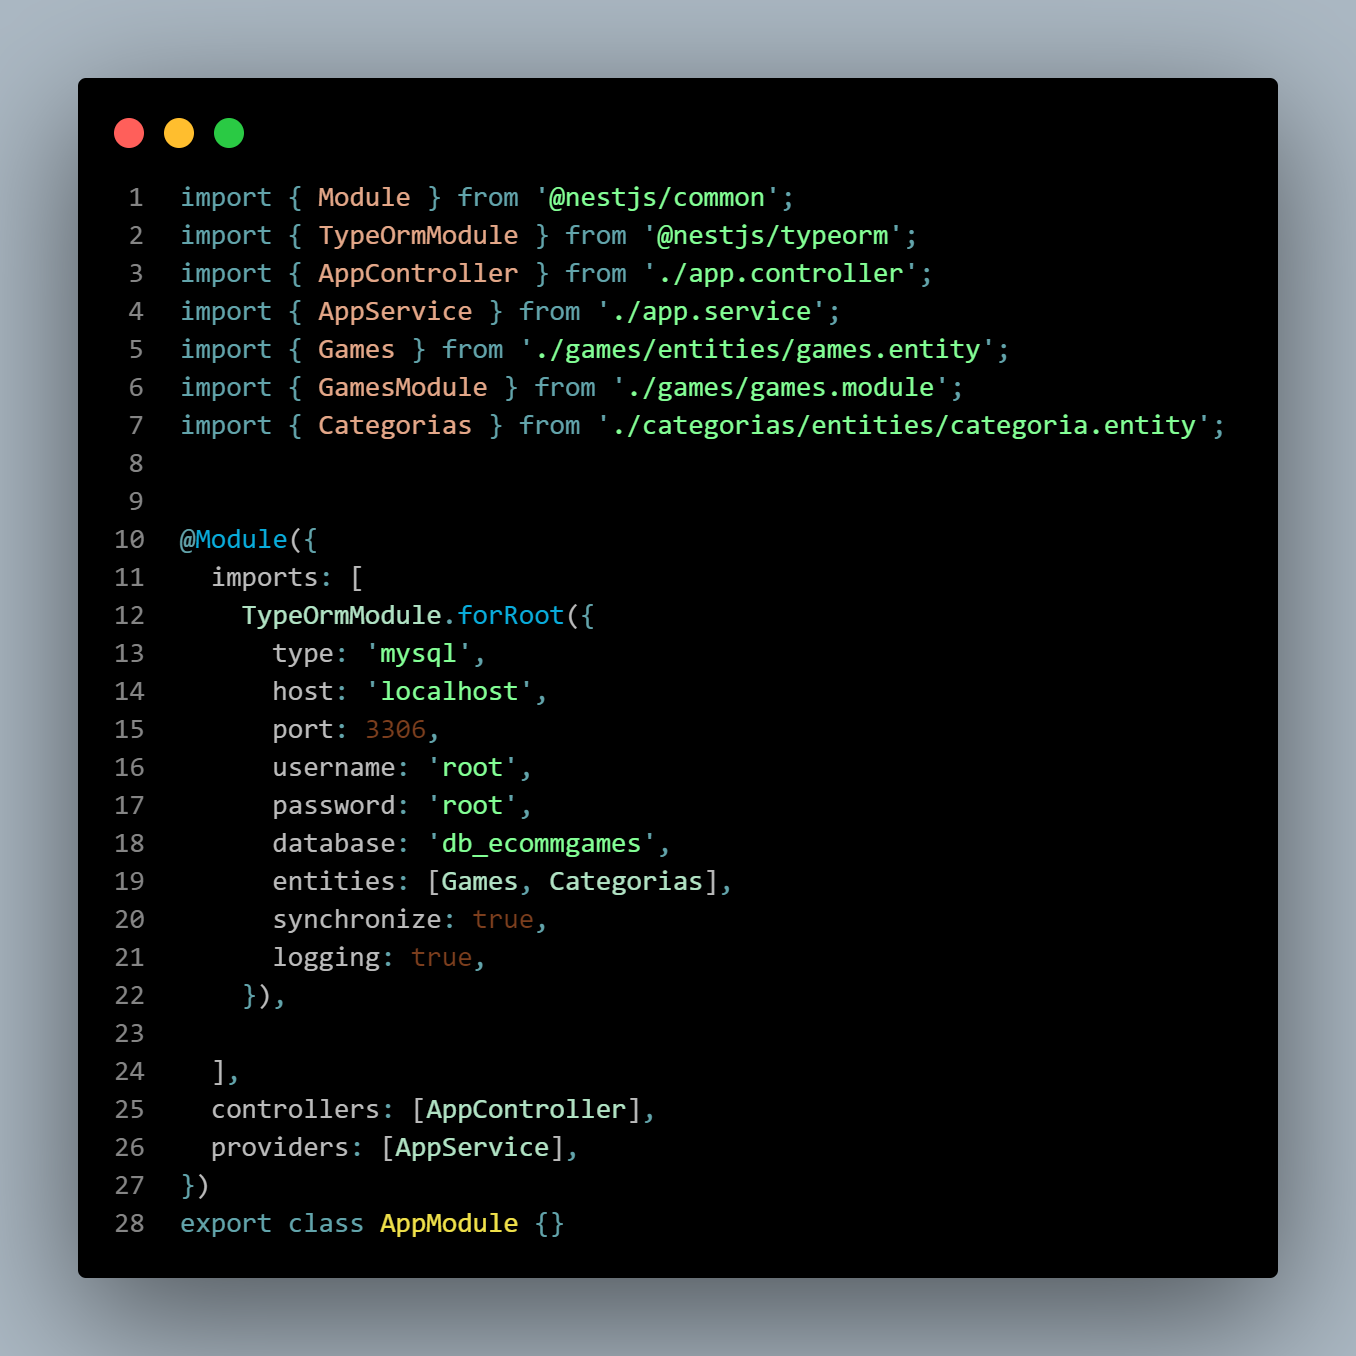 1 import { Module } from '@nestjs/common';
2 import { TypeOrmModule } from '@nestjs/typeorm';
3 import { AppController } from './app.controller';
4 import { AppService } from './app.service';
5 import { Games } from './games/entities/games.entity';
6 import { GamesModule } from './games/games.module';
7 import { Categorias } from './categorias/entities/categoria.entity';
8
9
10 @Module({
11   imports: [
12     TypeOrmModule.forRoot({
13       type: 'mysql',
14       host: 'localhost',
15       port: 3306,
16       username: 'root',
17       password: 'root',
18       database: 'db_ecommgames',
19       entities: [Games, Categorias],
20       synchronize: true,
21       logging: true,
22     }),
23
24   ],
25   controllers: [AppController],
26   providers: [AppService],
27 })
28 export class AppModule {}